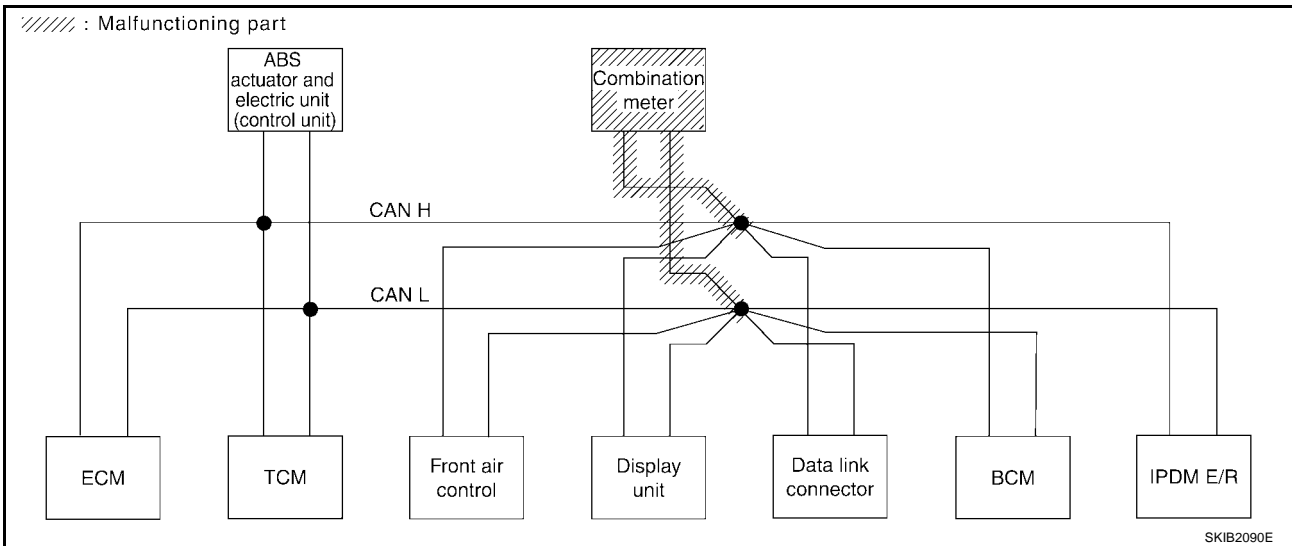 : Malfunctioning part
ABS
actuator and
electric unit
(control unit)
Combination
meter
CAN H
CAN L
ECM
TCM
Front air
control
Display
unit
Data link
connector
BCM
IPDM E/R
SKIB2090E